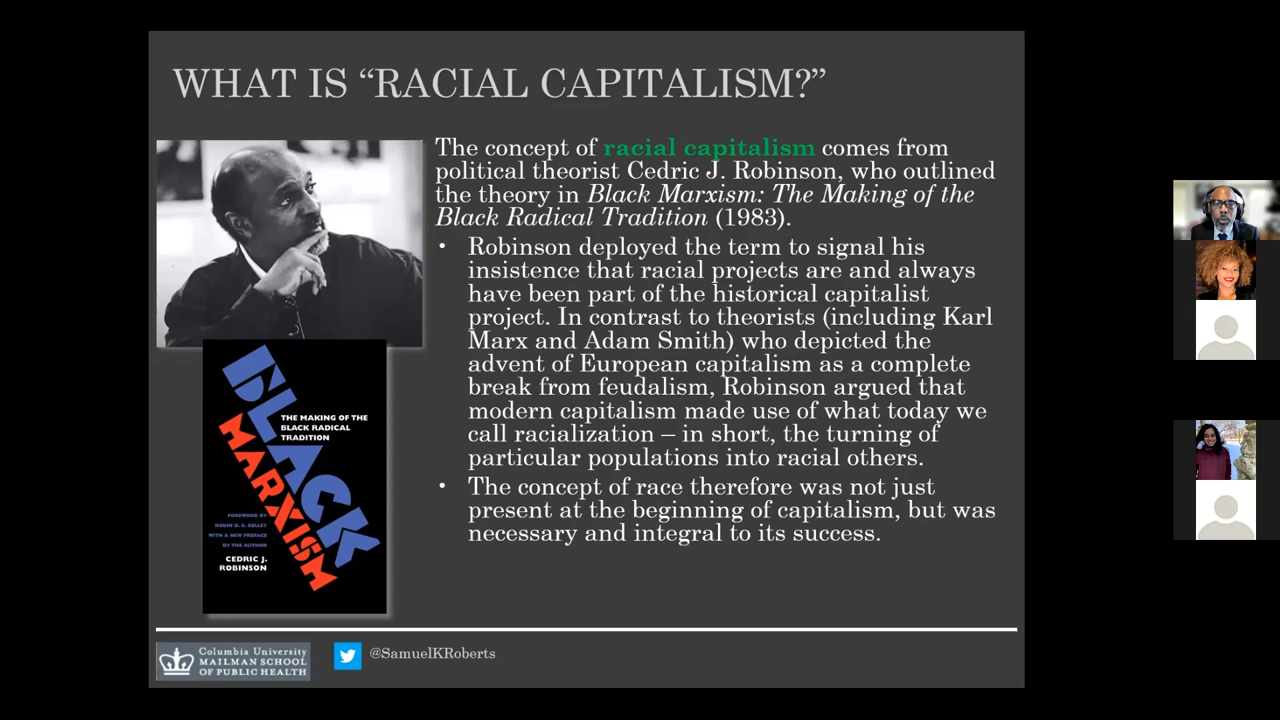 WHAT IS “RACIAL CAPITALISM?”
The concept of racial capitalism comes from
political theorist Cedric J. Robinson, who outlined
the theory in Black Marxism: The Making of the
Black Radical Tradition (1983).
• Robinson deployed the term to signal his
insistence that racial projects are and always
have been part of the historical capitalist
project. In contrast to theorists (including Karl
Marx and Adam Smith) who depicted the
advent of European capitalism as a complete
break from feudalism, Robinson argued that
modern capitalism made use of what today we
call racialization – in short, the turning of
particular populations into racial others.
• The concept of race therefore was not just
present at the beginning of capitalism, but was
necessary and integral to its success.
BLACK
MARXISM
THE MAKING OF THE
BLACK RADICAL
TRADITION
FOREWORD BY
ROBIN D. G. KELLEY
WITH A NEW PREFACE
BY THE AUTHOR
CEDRIC J.
ROBINSON
Columbia University
MAILMAN SCHOOL
OF PUBLIC HEALTH
@SamuelKRoberts